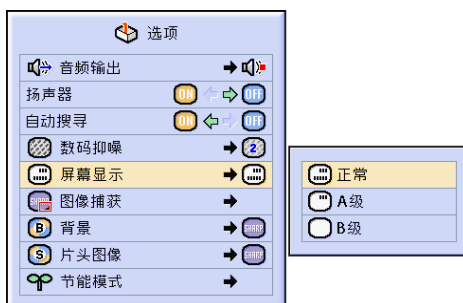 选项
音频输出
扬声器 ON OFF
自动搜寻 ON OFF
数码抑噪 2
屏幕显示
图像捕获
B 背景 SHARP
S 片头图像 SHARP
节能模式
正常
A级
B级